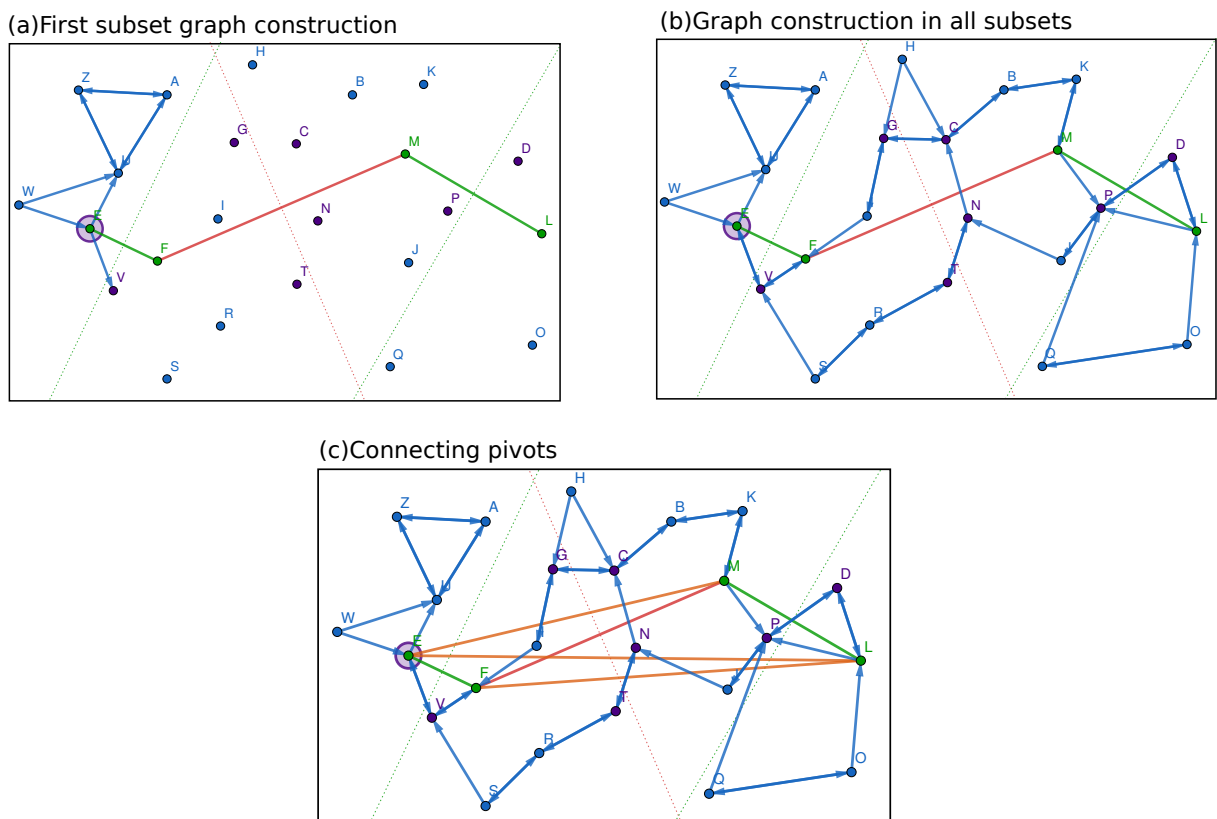 (a)First subset graph construction
H
Z
A
B
K
G
C
M
D
U
W
I
E
N
P
L
F
J
V
T
R
O
S
Q
(b)Graph construction in all subsets
H
Z
A
B
K
G
C
M
D
U
W
P
E
N
L
F
V
T
R
O
S
Q
(c)Connecting pivots
H
Z
A
B
K
G
C
M
D
U
W
P
E
N
L
F
V
T
R
O
S
Q